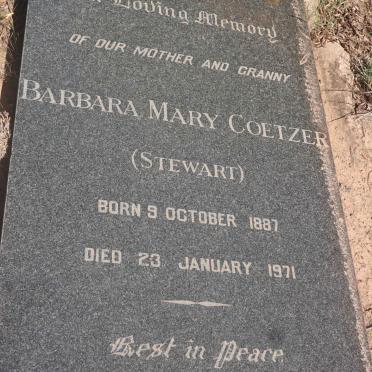 In Loving Memory
OF OUR MOTHER AND GRANNY
BARBARA MARY COETZER
(STEWART)
BORN 9 OCTOBER 1887
DIED 23 JANUARY 1971
Rest in Peace